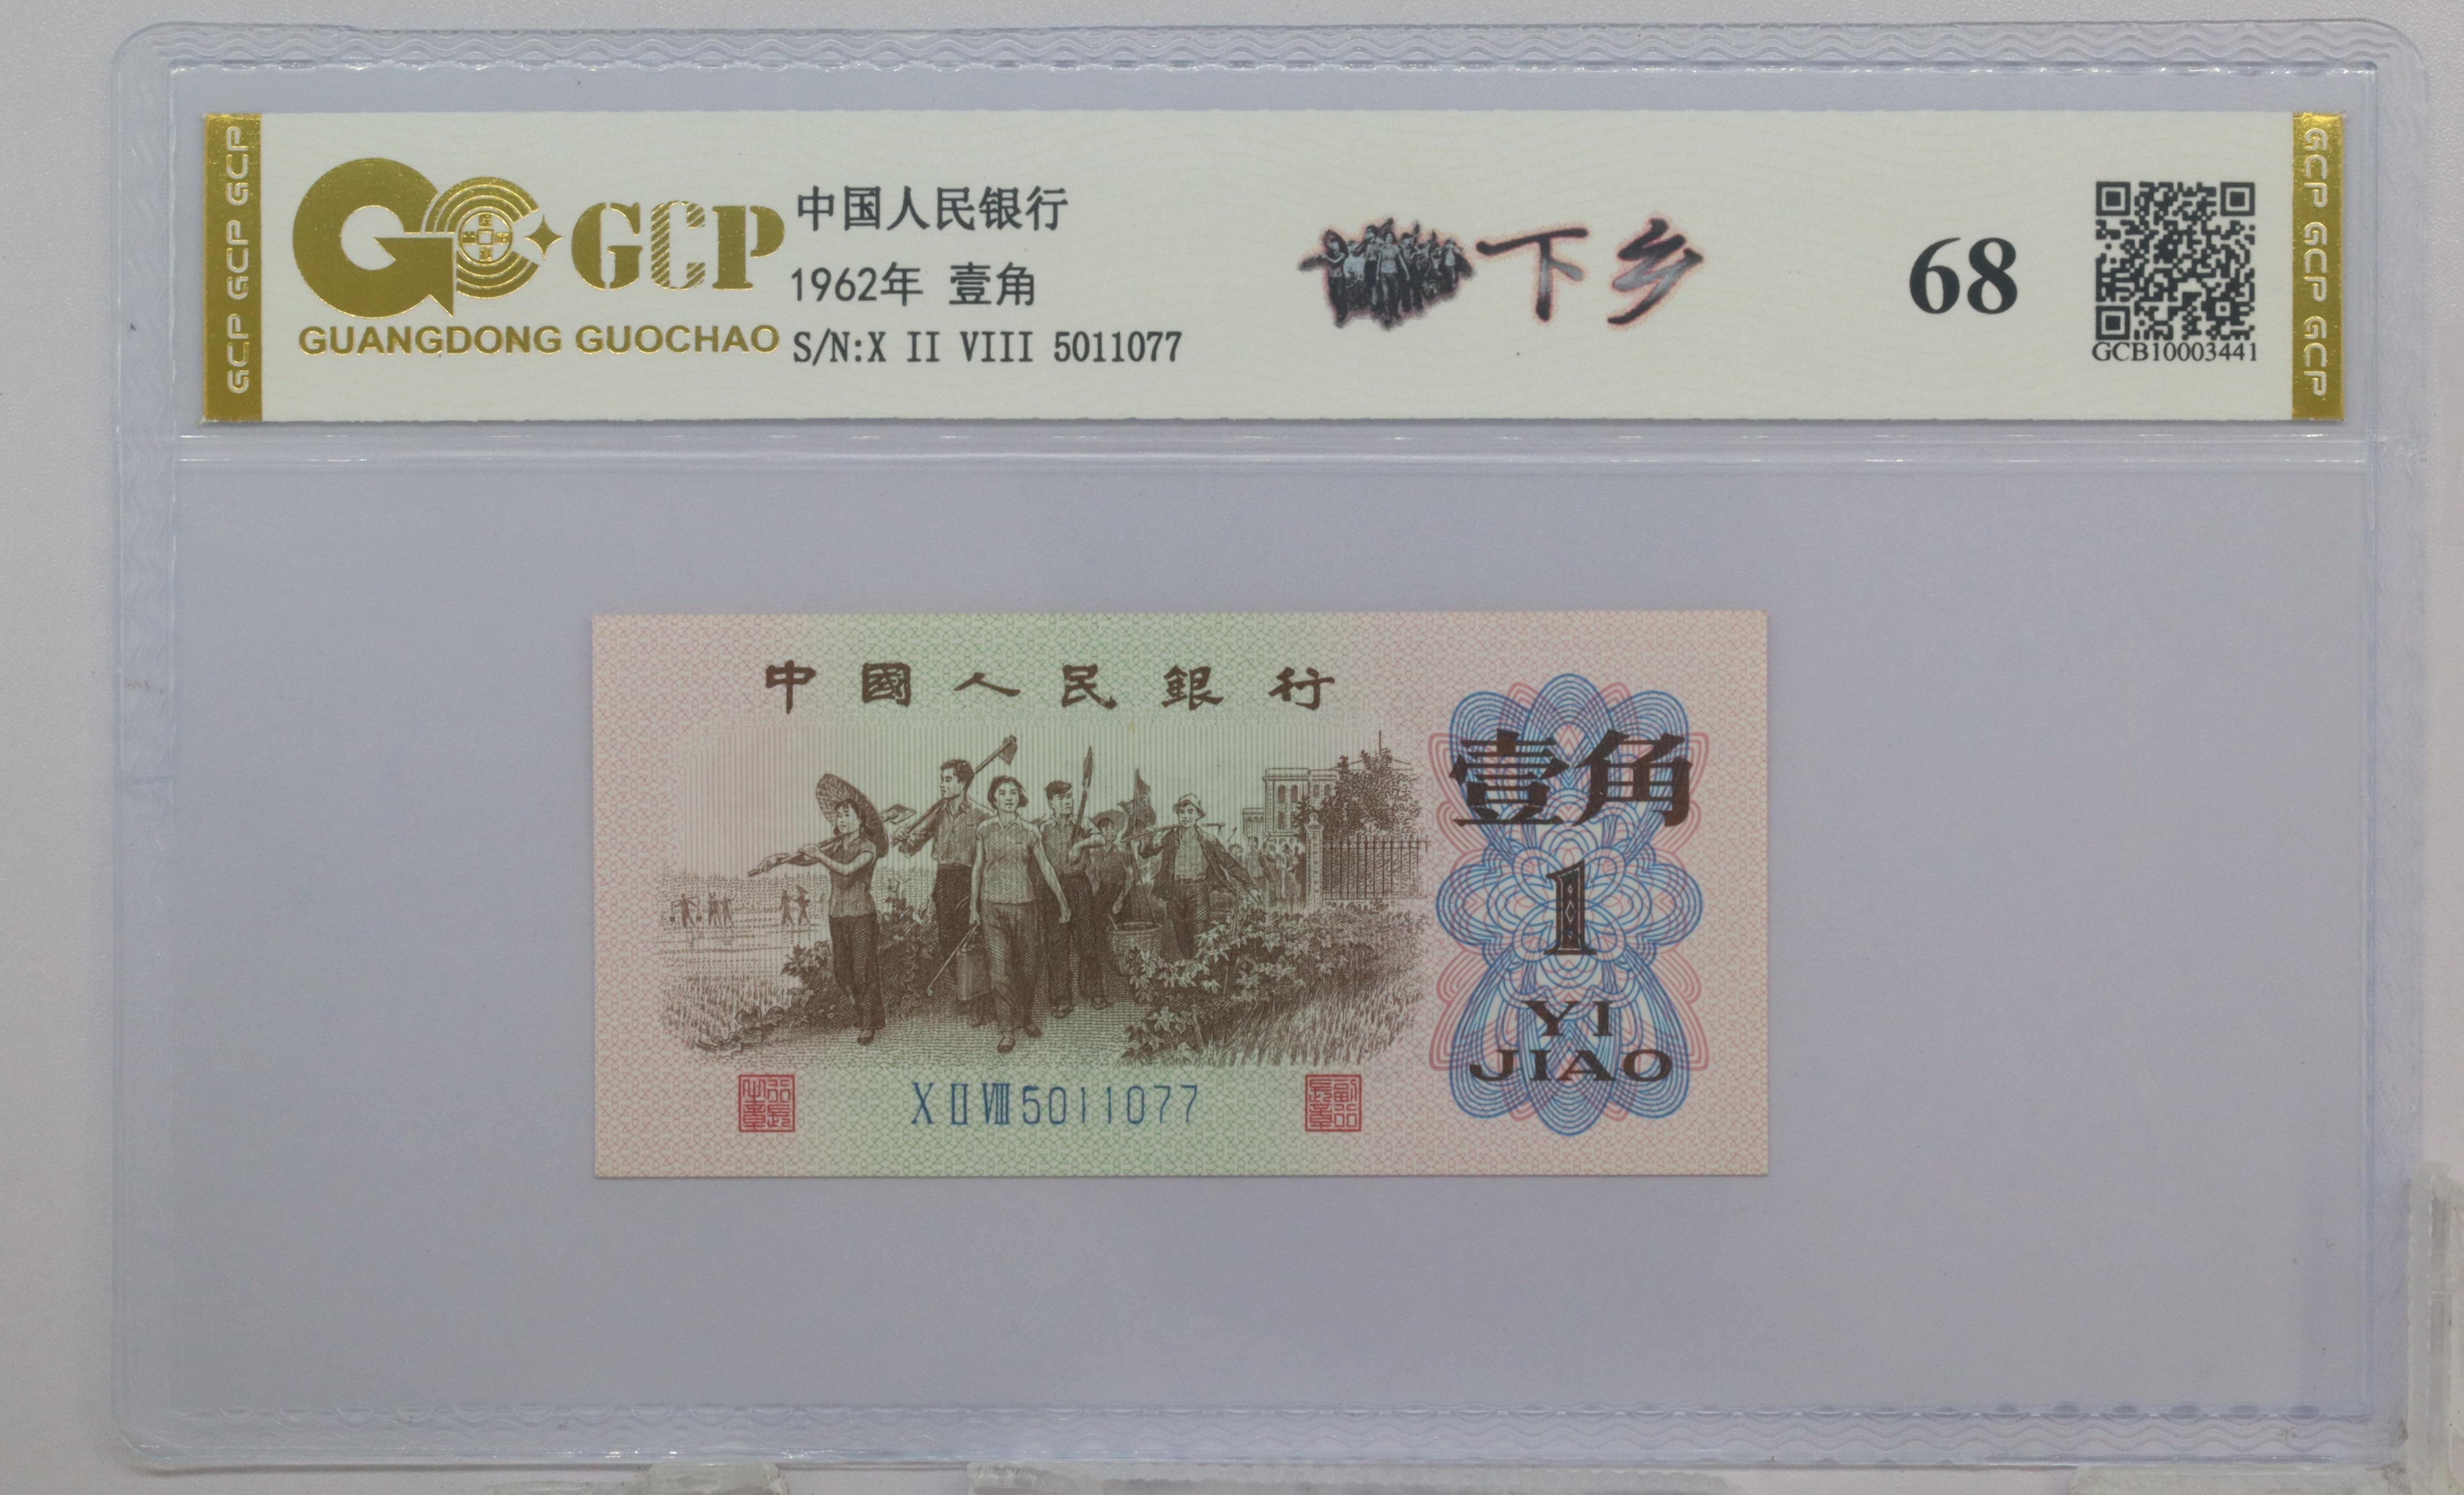 GCP GCP GCP
GCP
GUANGDONG GUOCHAO
中国人民银行
1962年 壹角
S/N:X II VIII 5011077
下乡
68
GCB10003441
GCP GCP GCP
中國人民銀行
壹角
1
YI
JIAO
X II VIII 5011077